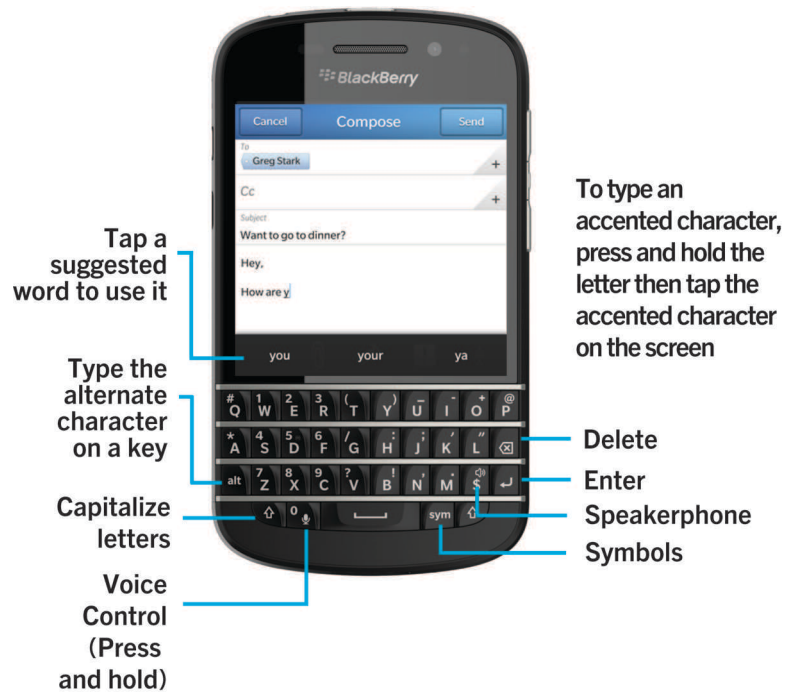 BlackBerry
Cancel Compose Send
To
Greg Stark
+
Cc
+
Subject
Want to go to dinner?
Hey,
How are y
you your ya
# 1 2 3 ( ) _ - + @
Q W E R T Y U I O P
* 4 5 6 / : ; ' "
A S D F G H J K L
alt 7 8 9 ? ! , .
Z X C V B N M $
0 sym
Tap a
suggested
word to use it
Type the
alternate
character
on a key
Capitalize
letters
Voice
Control
(Press
and hold)
To type an
accented character,
press and hold the
letter then tap the
accented character
on the screen
Delete
Enter
Speakerphone
Symbols